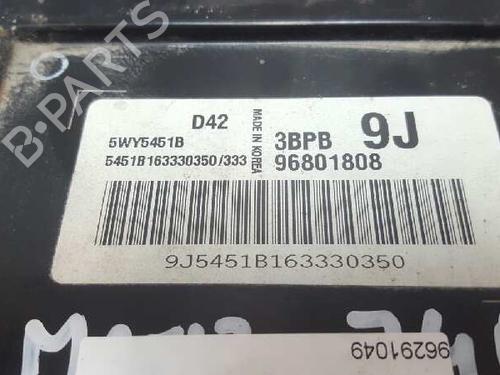 B-PARTS
D42
5WY5451B
5451B163330350/333
MADE IN KOREA
3BPB 9J
96801808
9J5451B163330350
96291049